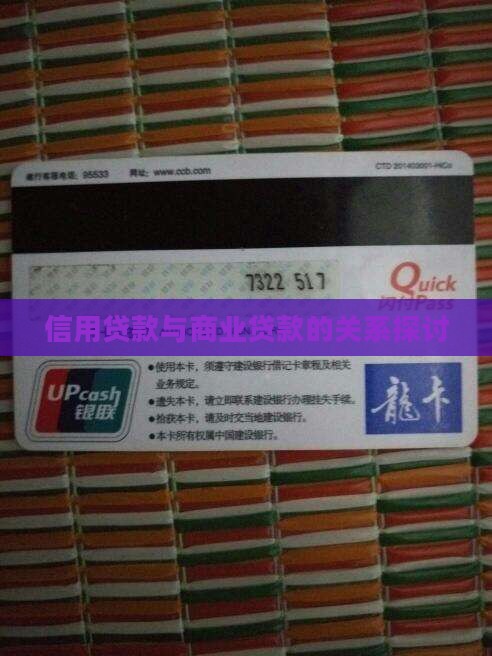 银行客服电话：95533 网址：www.ccb.com CTD 201403001-HiCo
7322 517
Quick
闪付Pass
信用贷款与商业贷款的关系探讨
•使用本卡，须遵守建设银行借记卡章程及相关
业务规定。
•遗失本卡，请立即联系建设银行办理挂失手续。
•拾获本卡，请及时交当地建设银行。
•本卡所有权属中国建设银行。
UPcash
银联
龍卡